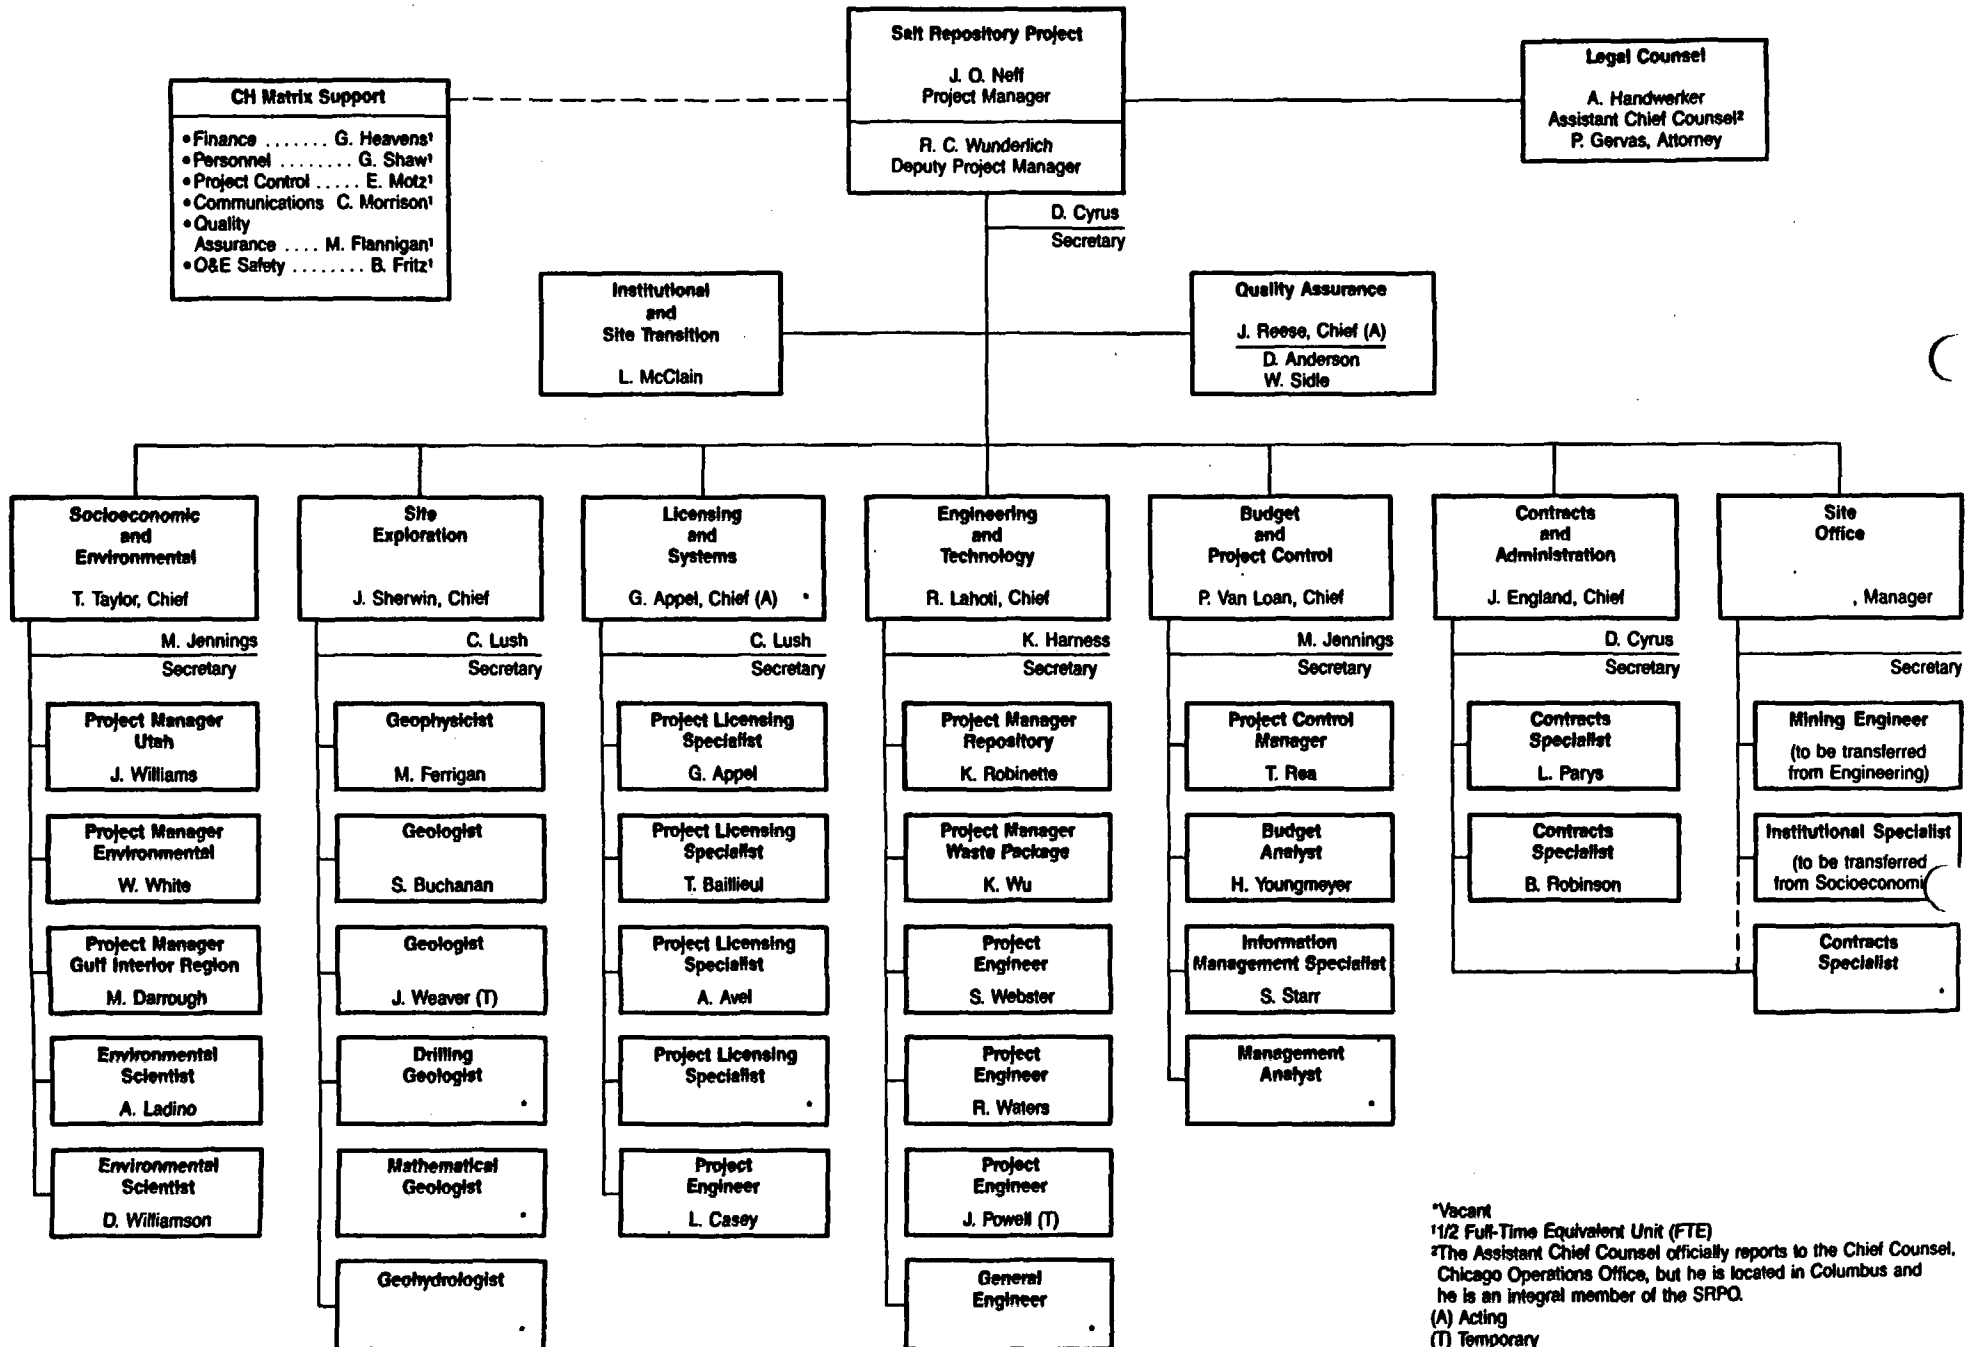 Salt Repository Project
J. O. Neff
Project Manager
R. C. Wunderlich
Deputy Project Manager
D. Cyrus
Secretary
Legal Counsel
A. Handwerker
Assistant Chief Counsel²
P. Gervas, Attorney
CH Matrix Support
• Finance ....... G. Heavens¹
• Personnel ........ G. Shaw¹
• Project Control ..... E. Motz¹
• Communications C. Morrison¹
• Quality
Assurance .... M. Flannigan¹
• O&E Safety ........ B. Fritz¹
Institutional
and
Site Transition
L. McClain
Quality Assurance
J. Reese, Chief (A)
D. Anderson
W. Sidle
Socioeconomic
and
Environmental
T. Taylor, Chief
M. Jennings
Secretary
Project Manager
Utah
J. Williams
Project Manager
Environmental
W. White
Project Manager
Gulf Interior Region
M. Darrough
Environmental
Scientist
A. Ladino
Environmental
Scientist
D. Williamson
Site
Exploration
J. Sherwin, Chief
C. Lush
Secretary
Geophysicist
M. Ferrigan
Geologist
S. Buchanan
Geologist
J. Weaver (T)
Drilling
Geologist
*
Mathematical
Geologist
*
Geohydrologist
*
Licensing
and
Systems
G. Appel, Chief (A) *
C. Lush
Secretary
Project Licensing
Specialist
G. Appel
Project Licensing
Specialist
T. Baillieul
Project Licensing
Specialist
A. Avel
Project Licensing
Specialist
*
Project
Engineer
L. Casey
Engineering
and
Technology
R. Lahoti, Chief
K. Harness
Secretary
Project Manager
Repository
K. Robinette
Project Manager
Waste Package
K. Wu
Project
Engineer
S. Webster
Project
Engineer
R. Waters
Project
Engineer
J. Powell (T)
General
Engineer
*
Budget
and
Project Control
P. Van Loan, Chief
M. Jennings
Secretary
Project Control
Manager
T. Rea
Budget
Analyst
H. Youngmeyer
Information
Management Specialist
S. Starr
Management
Analyst
*
Contracts
and
Administration
J. England, Chief
D. Cyrus
Secretary
Contracts
Specialist
L. Parys
Contracts
Specialist
B. Robinson
Site
Office
, Manager
Secretary
Mining Engineer
(to be transferred
from Engineering)
Institutional Specialist
(to be transferred
from
Contracts
Specialist
*
*Vacant
¹1/2 Full-Time Equivalent Unit (FTE)
²The Assistant Chief Counsel officially reports to the Chief Counsel,
Chicago Operations Office, but he is located in Columbus and
he is an integral member of the SRPO.
(A) Acting
(T) Temporary